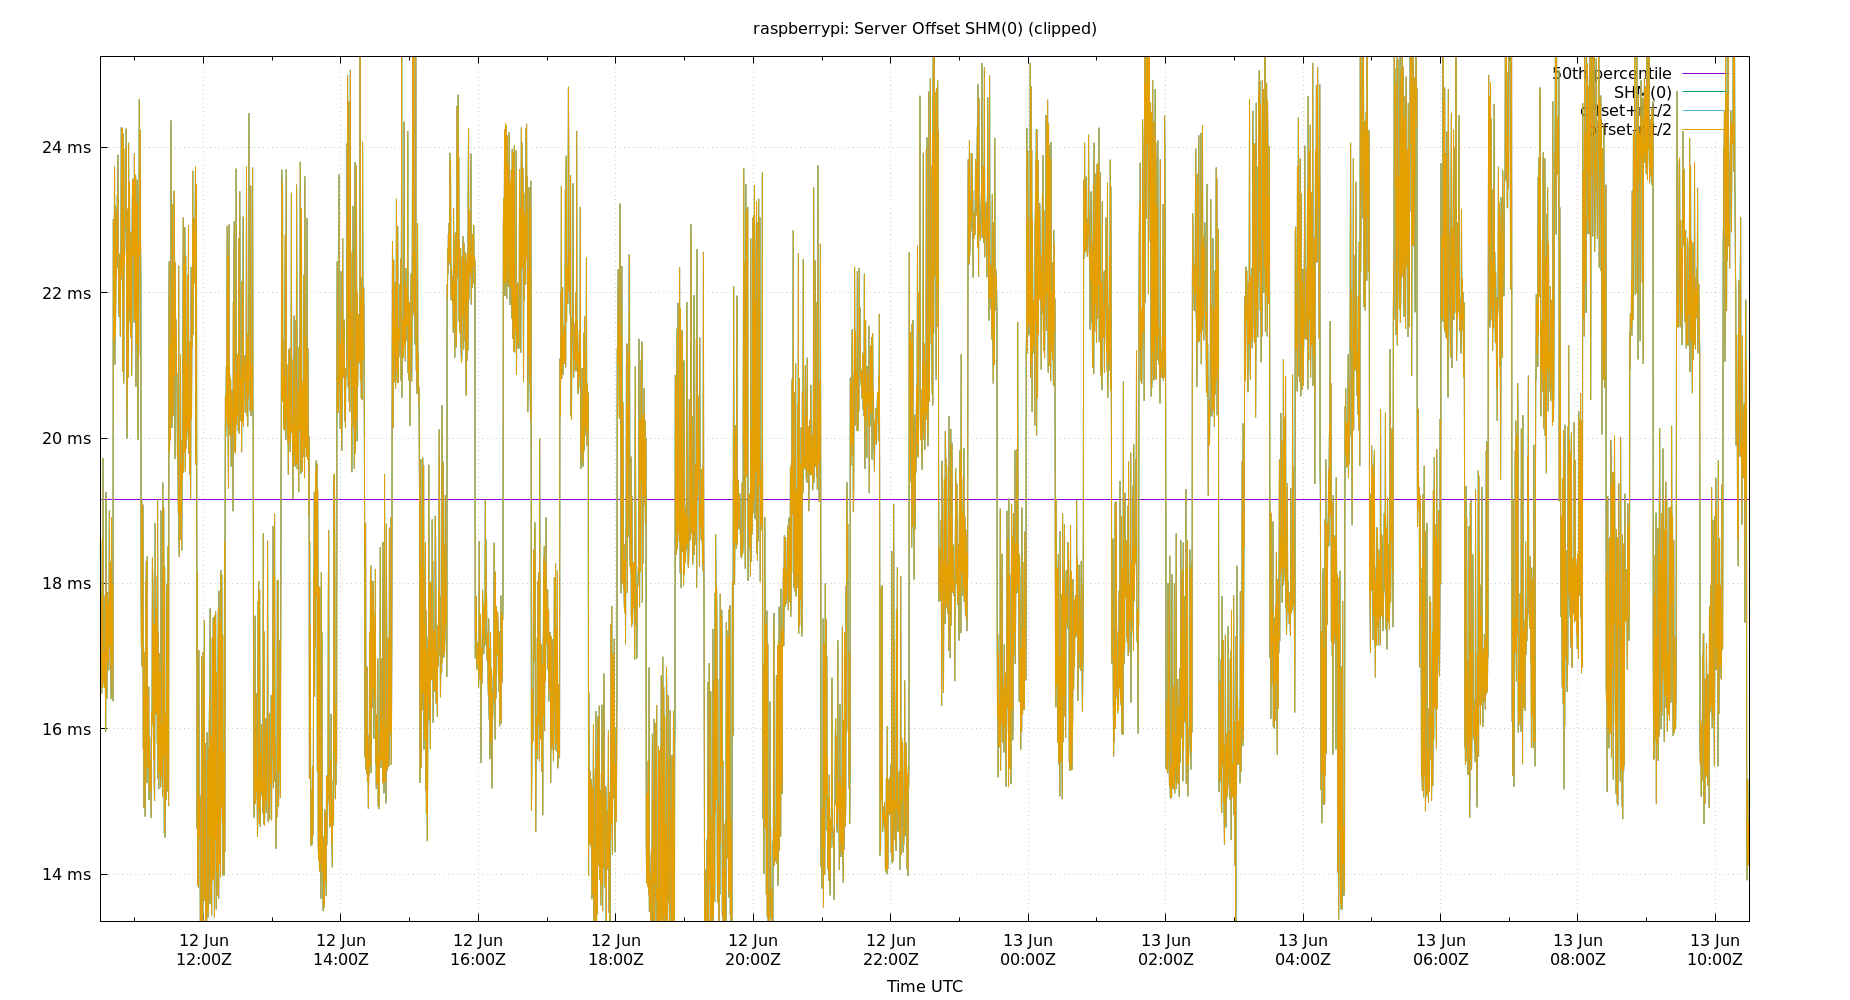 raspberrypi: Server Offset SHM(0) (clipped)
50th percentile
SHM(0)
offset+rtt/2
offset-rtt/2
24 ms
22 ms
20 ms
18 ms
16 ms
14 ms
12 Jun 12 Jun 12 Jun 12 Jun 12 Jun 12 Jun 13 Jun 13 Jun 13 Jun 13 Jun 13 Jun 13 Jun
12:00Z 14:00Z 16:00Z 18:00Z 20:00Z 22:00Z 00:00Z 02:00Z 04:00Z 06:00Z 08:00Z 10:00Z
Time UTC